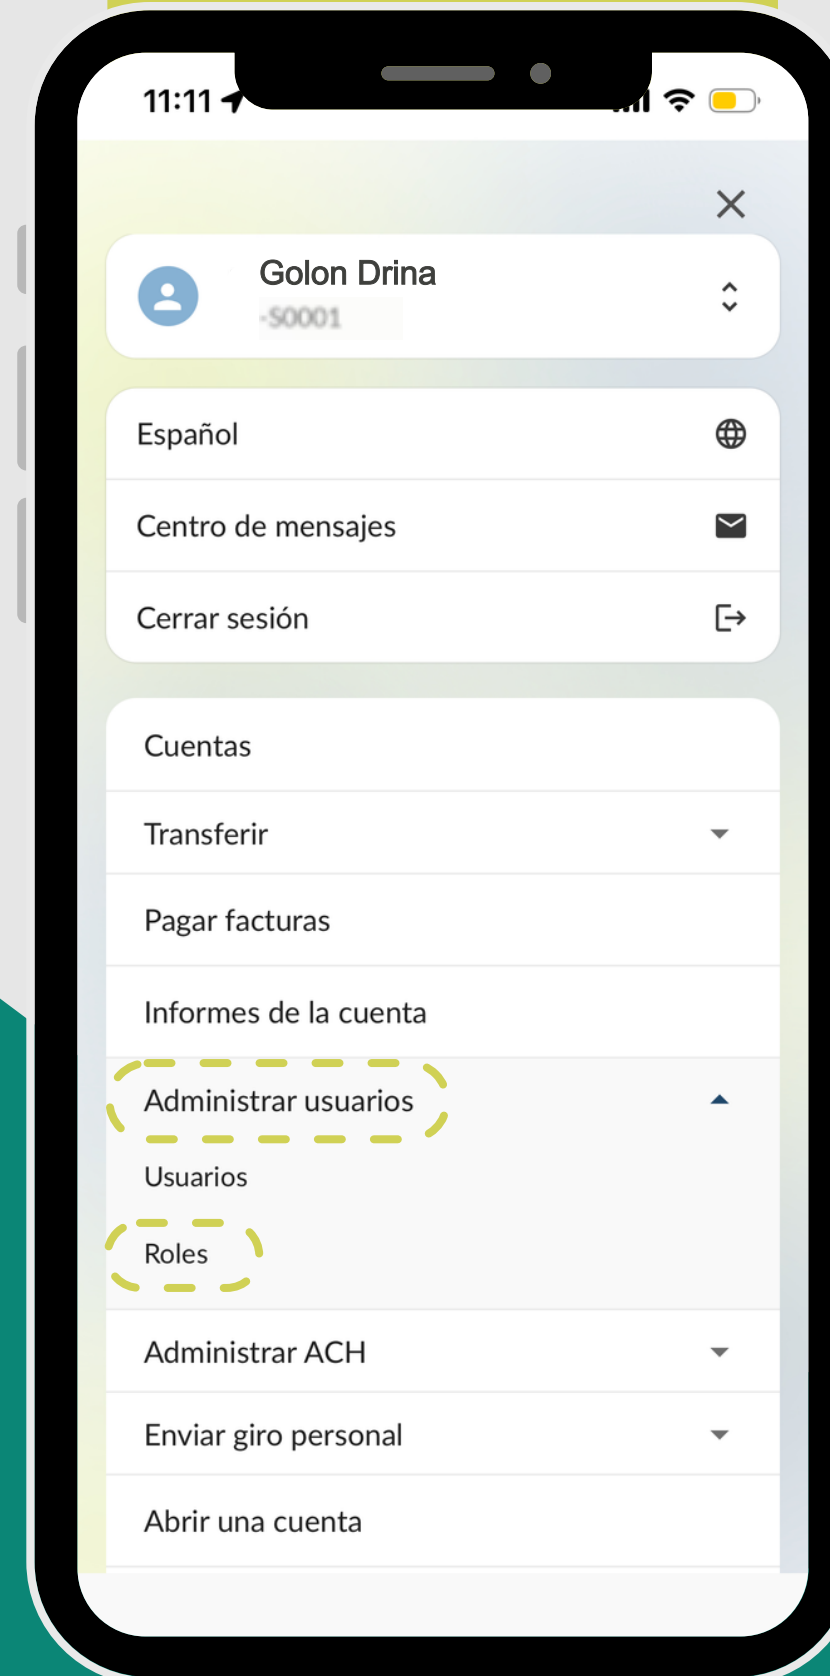 11:11
Golon Drina
-S0001
Español
Centro de mensajes
Cerrar sesión
Cuentas
Transferir
Pagar facturas
Informes de la cuenta
Administrar usuarios
Usuarios
Roles
Administrar ACH
Enviar giro personal
Abrir una cuenta